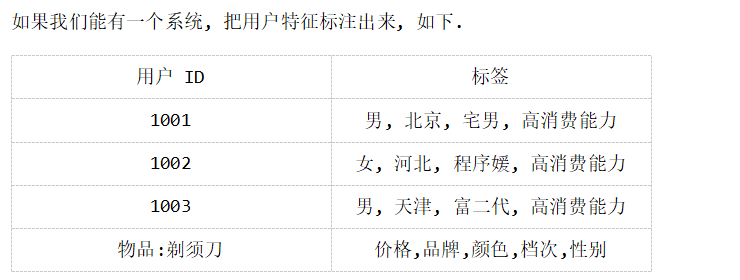 如果我们能有一个系统, 把用户特征标注出来, 如下.
用户 ID 标签
1001 男, 北京, 宅男, 高消费能力
1002 女, 河北, 程序媛, 高消费能力
1003 男, 天津, 富二代, 高消费能力
物品:剃须刀 价格,品牌,颜色,档次,性别